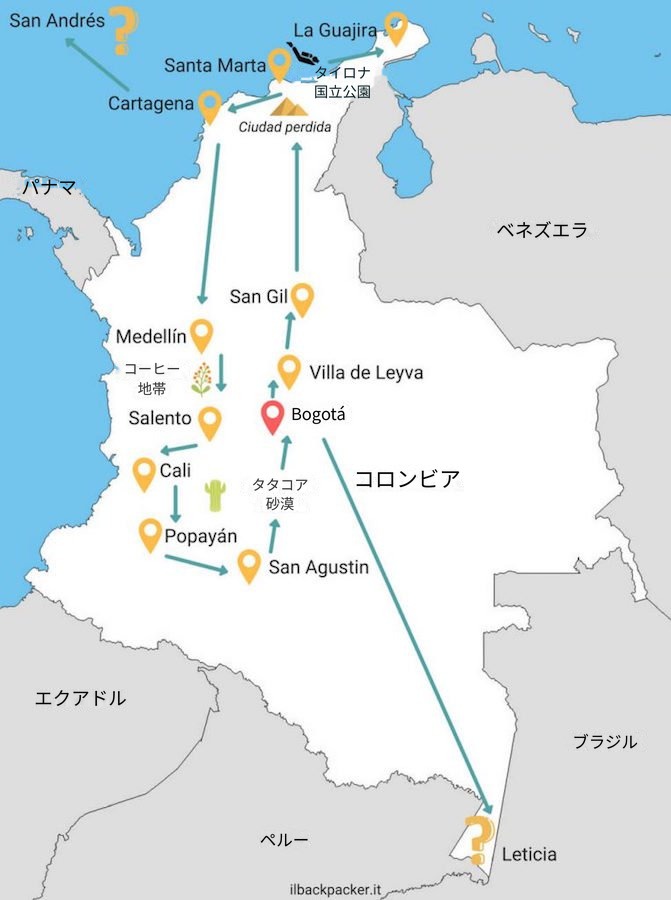 San Andrés
La Guajira
Santa Marta
タイロナ
国立公園
Cartagena
Ciudad perdida
パナマ
ベネズエラ
San Gil
Medellín
コーヒー
地帯
Villa de Leyva
Salento
Bogotá
Cali
コロンビア
タタコア
砂漠
Popayán
San Agustin
エクアドル
ブラジル
ペルー
Leticia
ilbackpacker.it